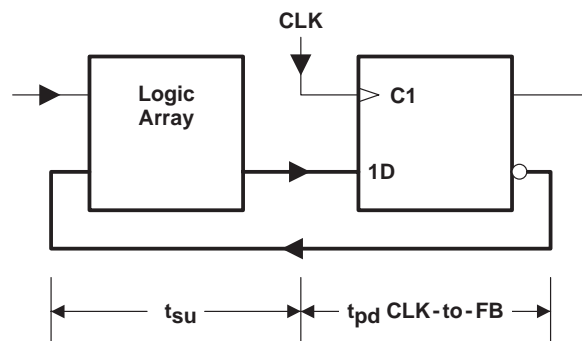 CLK
Logic
Array
C1
1D
tsu
tpd CLK-to-FB